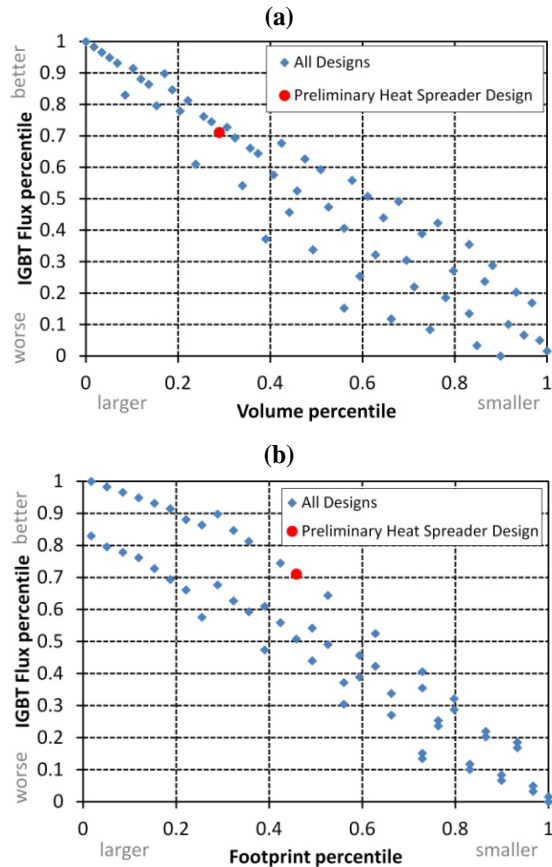 (a)
1
0.9
0.8
0.7
0.6
0.5
0.4
0.3
0.2
0.1
0
better
IGBT Flux percentile
worse
All Designs
Preliminary Heat Spreader Design
0 0.2 0.4 0.6 0.8 1
larger Volume percentile smaller
(b)
1
0.9
0.8
0.7
0.6
0.5
0.4
0.3
0.2
0.1
0
better
IGBT Flux percentile
worse
All Designs
Preliminary Heat Spreader Design
0 0.2 0.4 0.6 0.8 1
larger Footprint percentile smaller